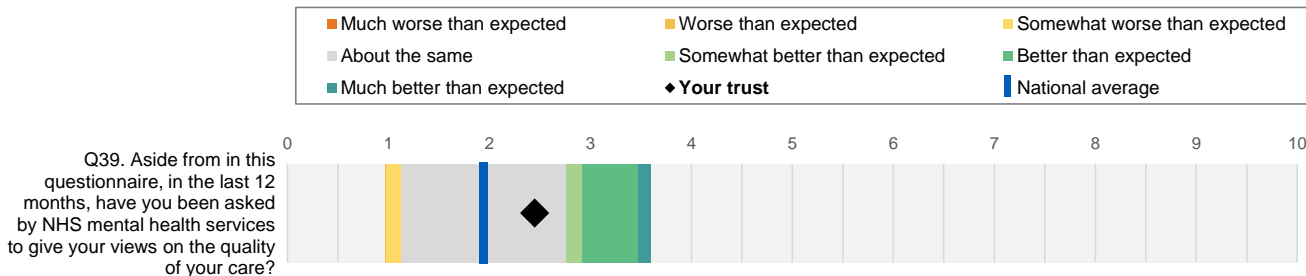 Much worse than expected
Worse than expected
Somewhat worse than expected
About the same
Somewhat better than expected
Better than expected
Much better than expected
Your trust
National average
0 1 2 3 4 5 6 7 8 9 10
Q39. Aside from in this
questionnaire, in the last 12
months, have you been asked
by NHS mental health services
to give your views on the quality
of your care?